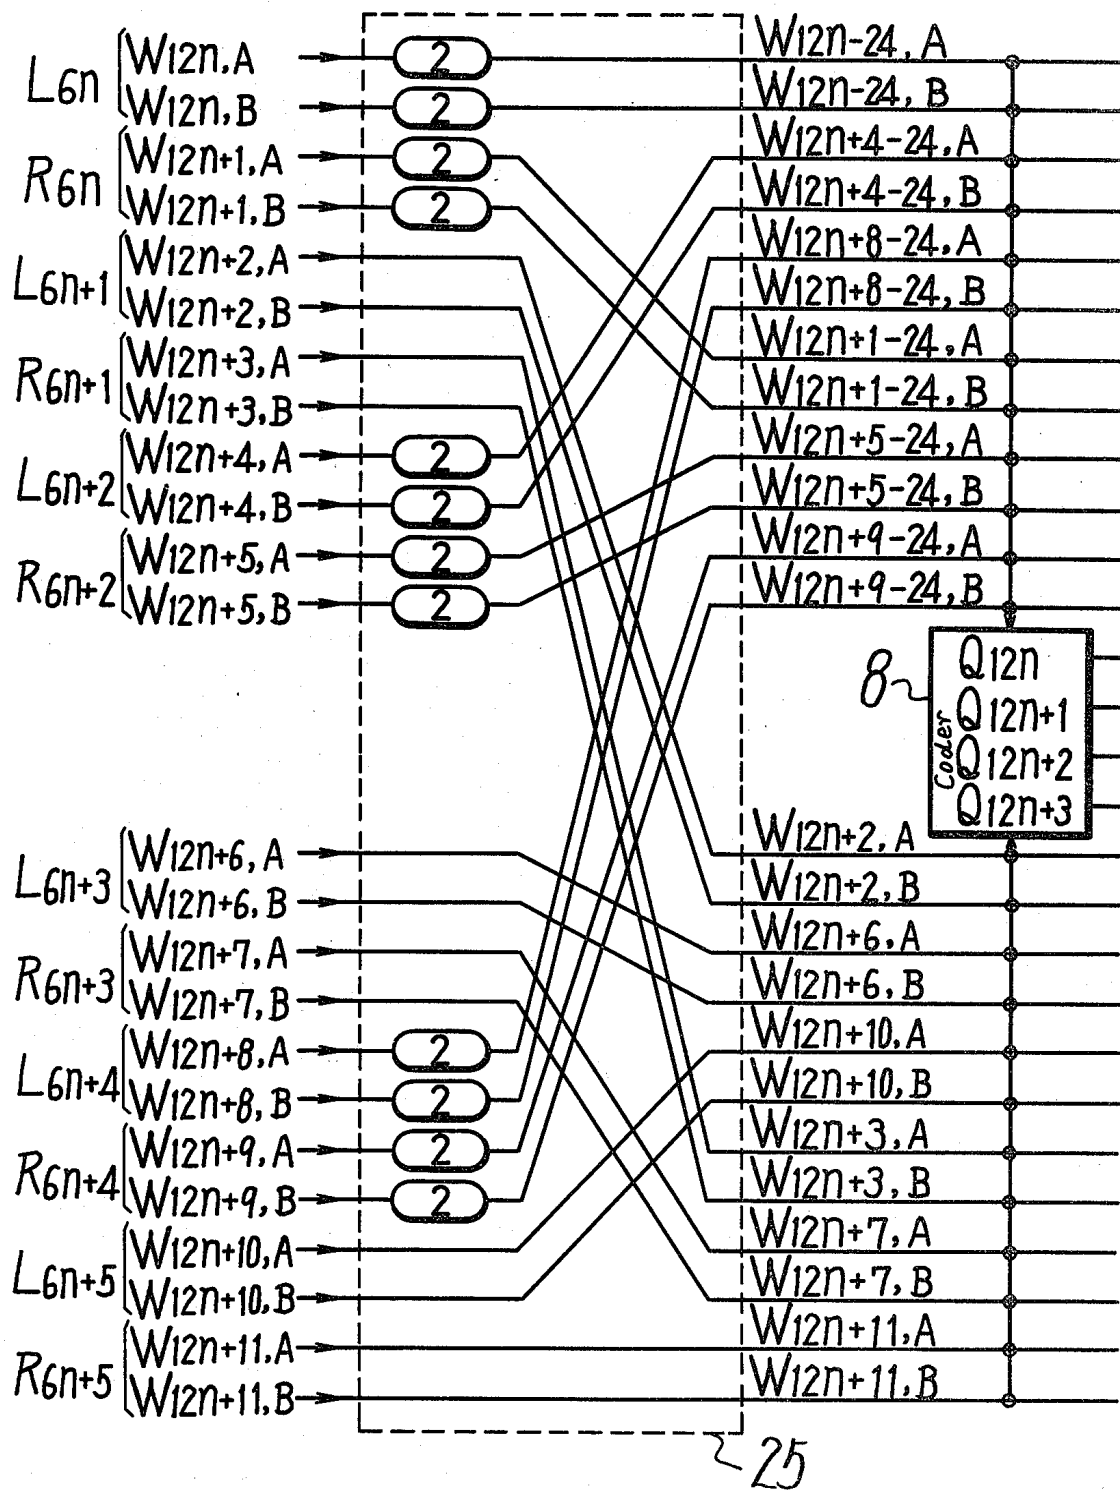 L6n
W12n, A
W12n, B
R6n
W12n+1, A
W12n+1, B
L6n+1
W12n+2, A
W12n+2, B
R6n+1
W12n+3, A
W12n+3, B
L6n+2
W12n+4, A
W12n+4, B
R6n+2
W12n+5, A
W12n+5, B
L6n+3
W12n+6, A
W12n+6, B
R6n+3
W12n+7, A
W12n+7, B
L6n+4
W12n+8, A
W12n+8, B
R6n+4
W12n+9, A
W12n+9, B
L6n+5
W12n+10, A
W12n+10, B
R6n+5
W12n+11, A
W12n+11, B
2
2
2
2
2
2
2
2
2
2
2
2
W12n-24, A
W12n-24, B
W12n+4-24, A
W12n+4-24, B
W12n+8-24, A
W12n+8-24, B
W12n+1-24, A
W12n+1-24, B
W12n+5-24, A
W12n+5-24, B
W12n+9-24, A
W12n+9-24, B
8
Coder
Q12n
Q12n+1
Q12n+2
Q12n+3
W12n+2, A
W12n+2, B
W12n+6, A
W12n+6, B
W12n+10, A
W12n+10, B
W12n+3, A
W12n+3, B
W12n+7, A
W12n+7, B
W12n+11, A
W12n+11, B
25